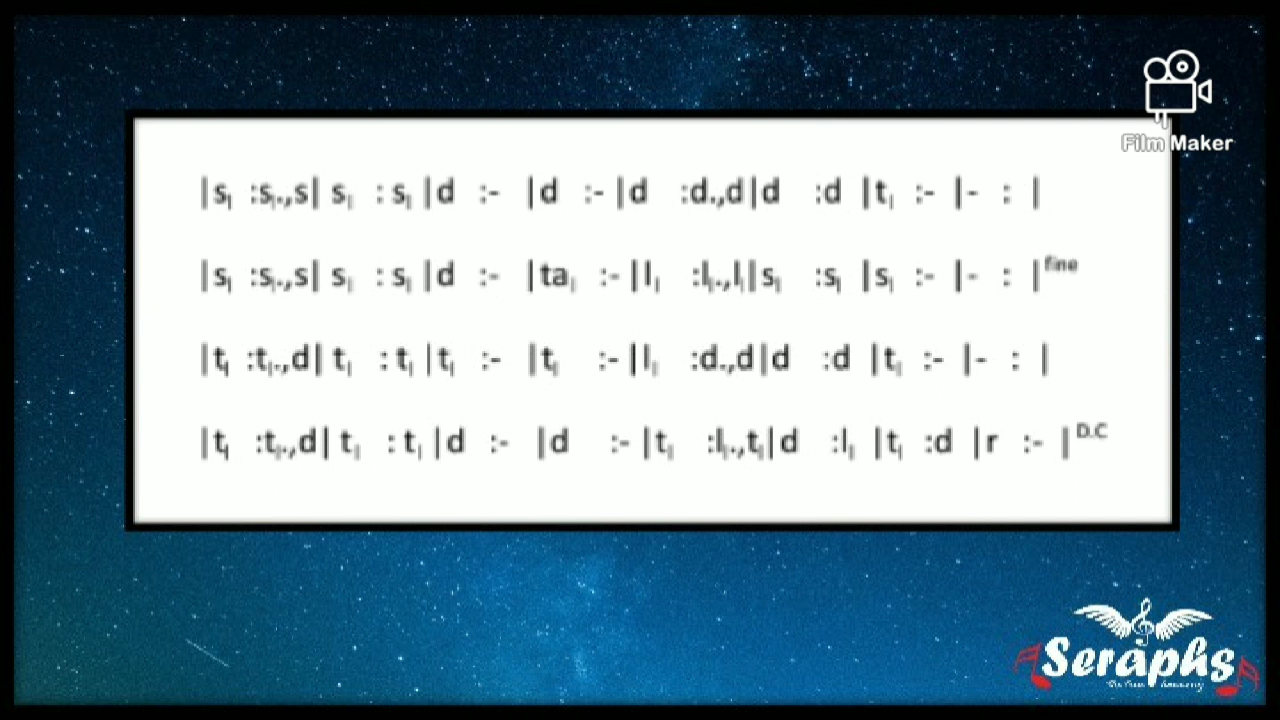 Film Maker
|s₁ :s₁.,s| s₁ : s₁ |d :- |d :- |d :d.,d|d :d |t₁ :- |- : |
|s₁ :s₁.,s| s₁ : s₁ |d :- |ta₁ :- |l₁ :l₁.,l₁|s₁ :s₁ |s₁ :- |- : | fine
|t₁ :t₁.,d| t₁ : t₁ |t₁ :- |t₁ :- |l₁ :d.,d|d :d |t₁ :- |- : |
|t₁ :t₁.,d| t₁ : t₁ |d :- |d :- |t₁ :l₁.,t₁|d :l₁ |t₁ :d |r :- | D.C
Seraphs